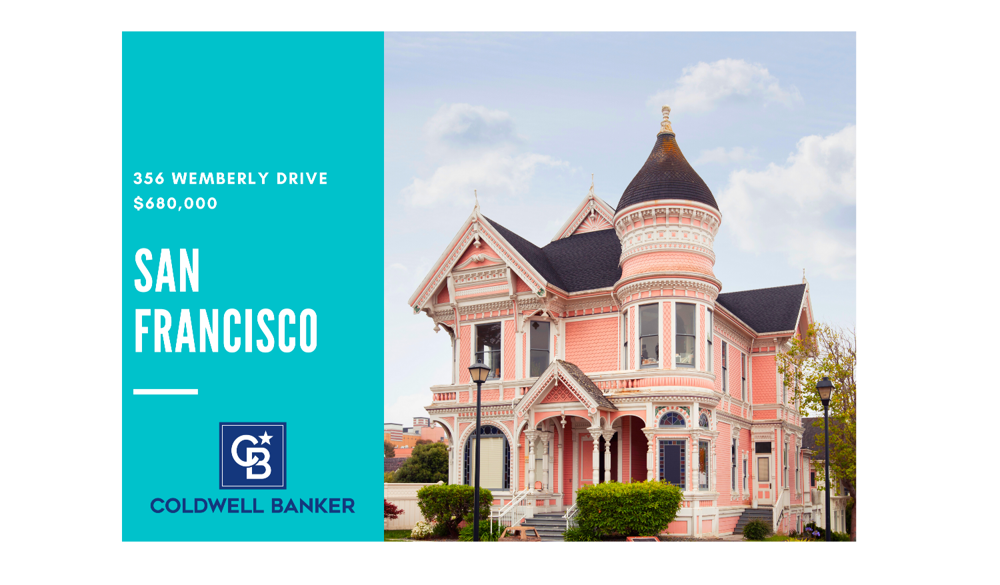 356 WEMBERLY DRIVE
$680,000
SAN
FRANCISCO
CB
COLDWELL BANKER